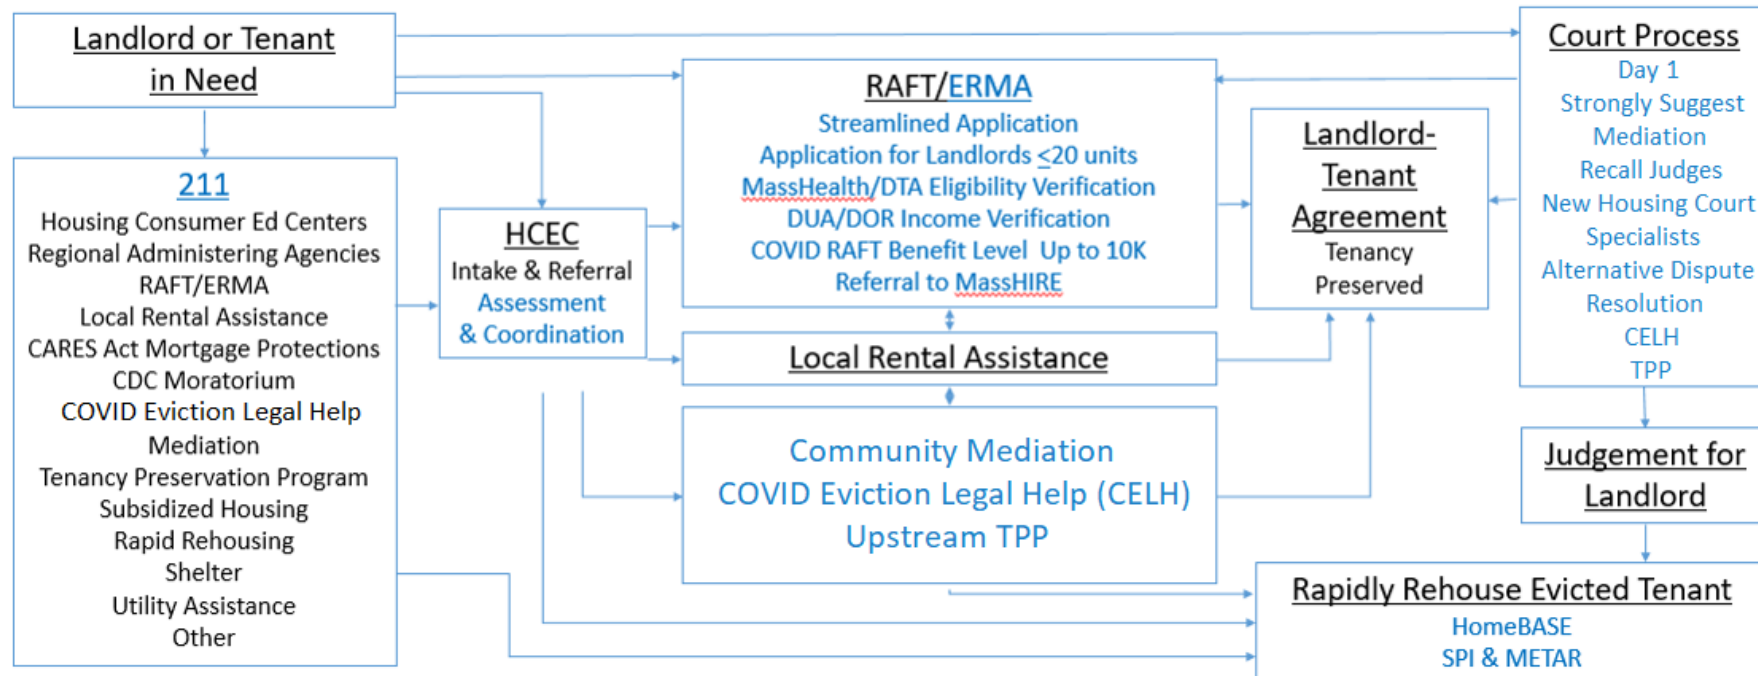 Landlord or Tenant
in Need
211
Housing Consumer Ed Centers
Regional Administering Agencies
RAFT/ERMA
Local Rental Assistance
CARES Act Mortgage Protections
CDC Moratorium
COVID Eviction Legal Help
Mediation
Tenancy Preservation Program
Subsidized Housing
Rapid Rehousing
Shelter
Utility Assistance
Other
HCEC
Intake & Referral
Assessment
& Coordination
RAFT/ERMA
Streamlined Application
Application for Landlords <20 units
MassHealth/DTA Eligibility Verification
DUA/DOR Income Verification
COVID RAFT Benefit Level Up to 10K
Referral to MassHIRE
Local Rental Assistance
Community Mediation
COVID Eviction Legal Help (CELH)
Upstream TPP
Landlord-
Tenant
Agreement
Tenancy
Preserved
Court Process
Day 1
Strongly Suggest
Mediation
Recall Judges
New Housing Court
Specialists
Alternative Dispute
Resolution
CELH
TPP
Judgement for
Landlord
Rapidly Rehouse Evicted Tenant
HomeBASE
SPI & METAR